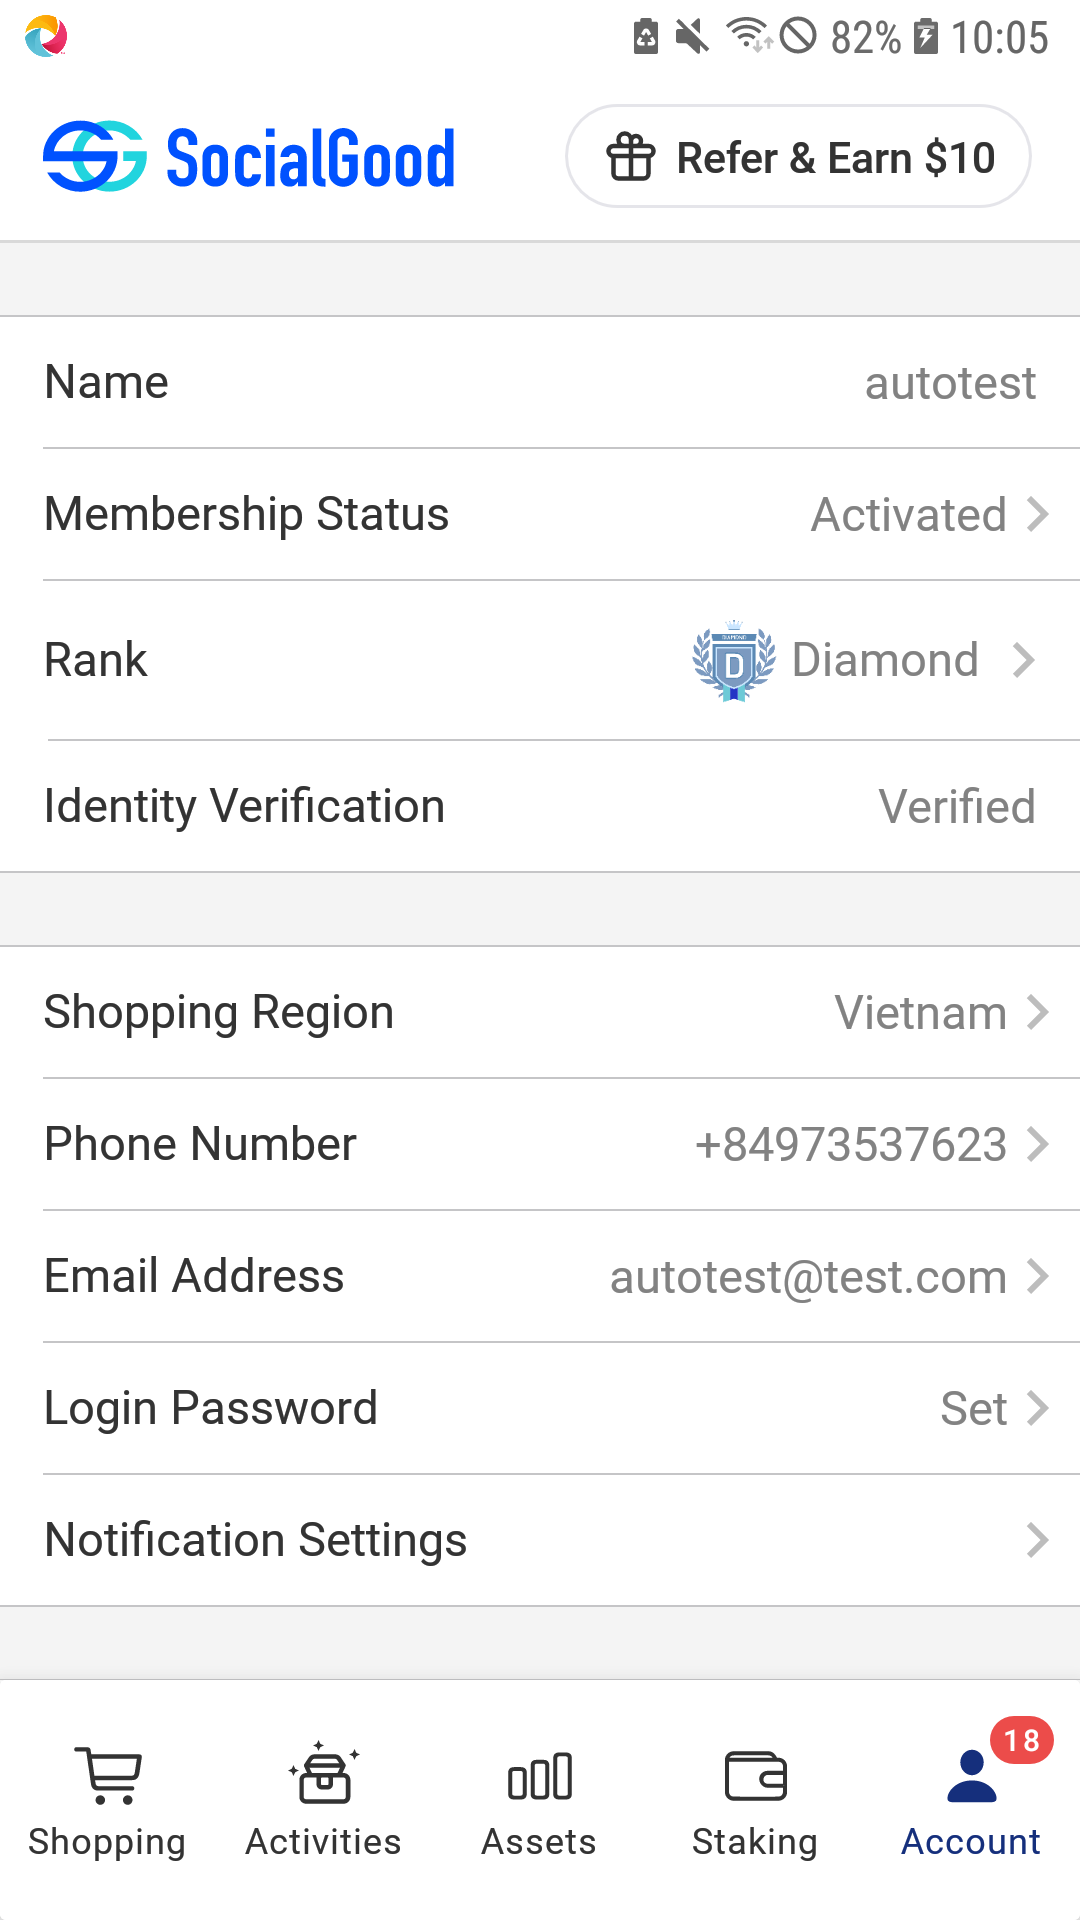 82% 10:05
SocialGood
Refer & Earn $10
Name
autotest
Membership Status
Activated
Rank
DIAMOND
D
Diamond
Identity Verification
Verified
Shopping Region
Vietnam
Phone Number
+84973537623
Email Address
autotest@test.com
Login Password
Set
Notification Settings
18
Shopping
Activities
Assets
Staking
Account